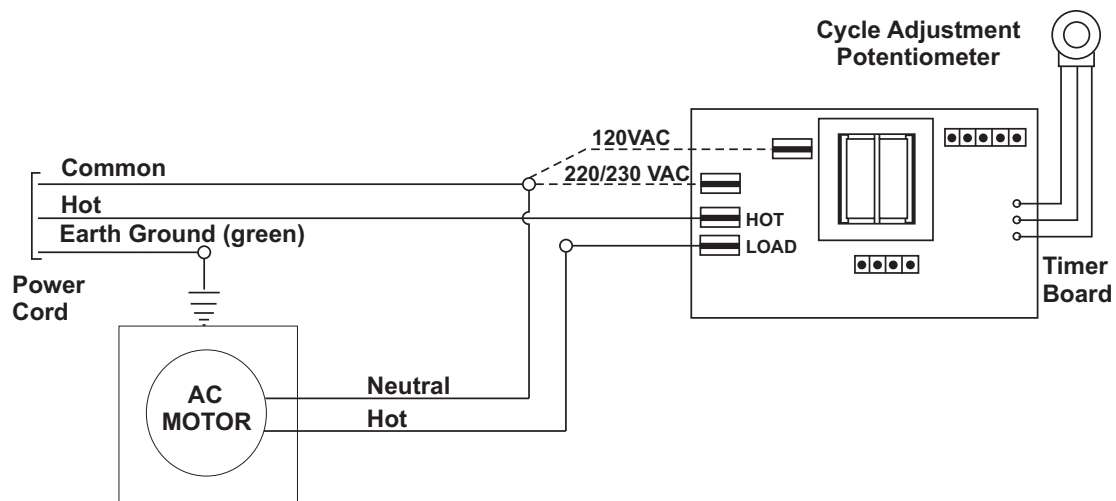 Cycle Adjustment
Potentiometer
120VAC
Common
220/230 VAC
Hot
HOT
Earth Ground (green)
LOAD
Power
Cord
Timer
Board
AC
MOTOR
Neutral
Hot